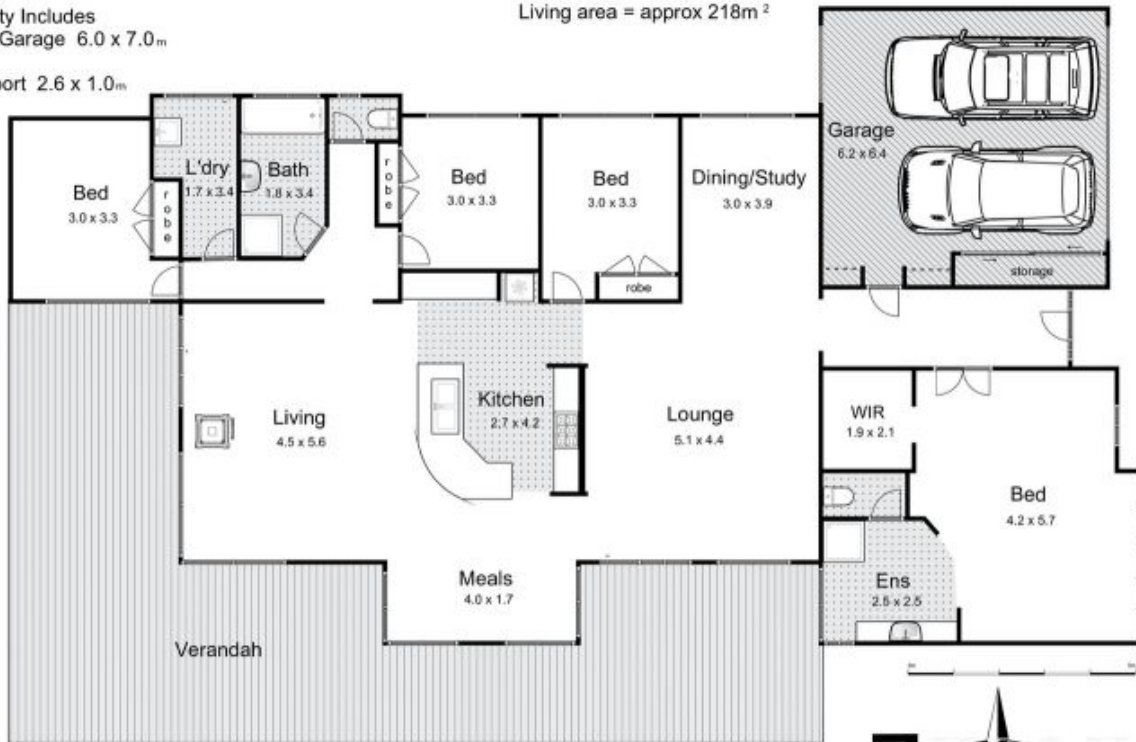 ty Includes
Garage 6.0 x 7.0m
ort 2.6 x 1.0m
Living area = approx 218m ²
Garage
6.2 x 6.4
storage
Bed
3.0 x 3.3
robe
L'dry
1.7 x 3.4
Bath
1.8 x 3.4
robe
Bed
3.0 x 3.3
Bed
3.0 x 3.3
robe
Dining/Study
3.0 x 3.9
Living
4.5 x 5.6
Kitchen
2.7 x 4.2
Lounge
5.1 x 4.4
WIR
1.9 x 2.1
Bed
4.2 x 5.7
Meals
4.0 x 1.7
Ens
2.5 x 2.5
Verandah